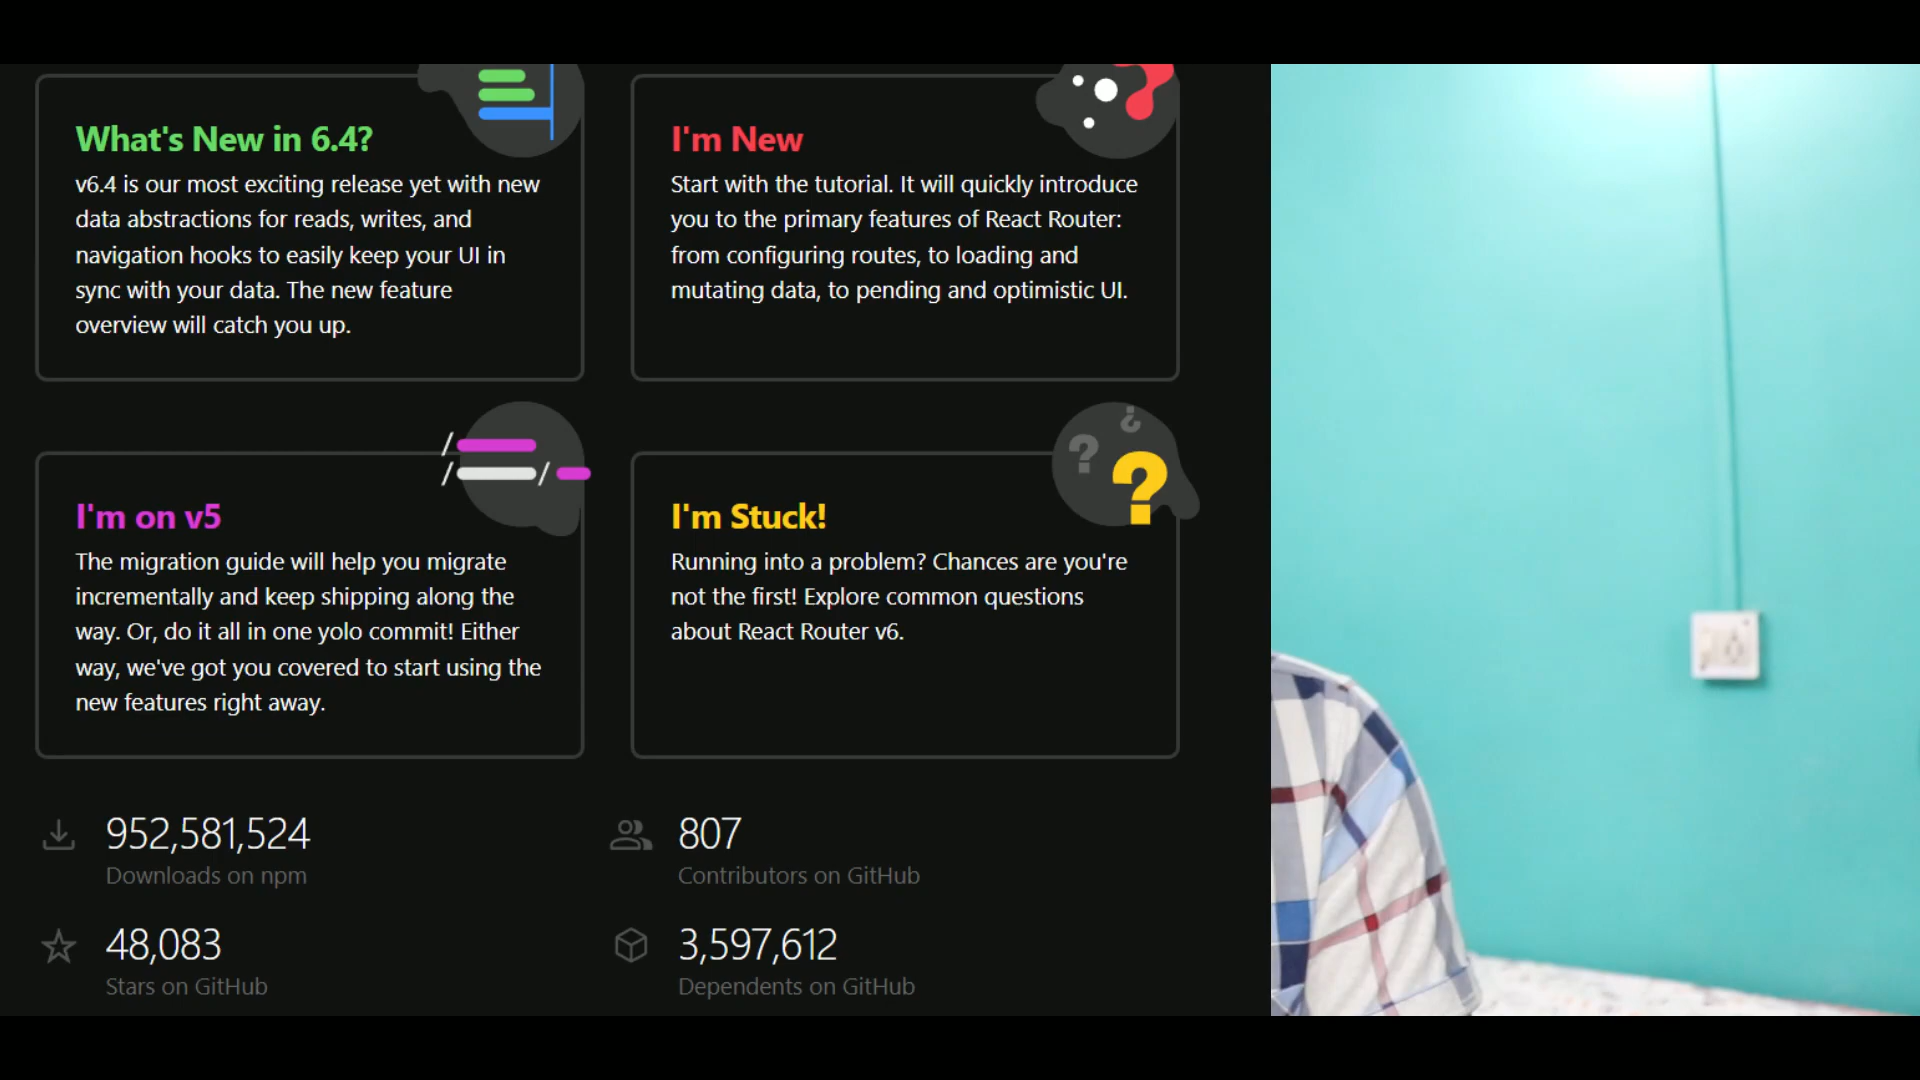 What's New in 6.4?
v6.4 is our most exciting release yet with new
data abstractions for reads, writes, and
navigation hooks to easily keep your UI in
sync with your data. The new feature
overview will catch you up.
I'm New
Start with the tutorial. It will quickly introduce
you to the primary features of React Router:
from configuring routes, to loading and
mutating data, to pending and optimistic UI.
I'm on v5
The migration guide will help you migrate
incrementally and keep shipping along the
way. Or, do it all in one yolo commit! Either
way, we've got you covered to start using the
new features right away.
I'm Stuck!
Running into a problem? Chances are you're
not the first! Explore common questions
about React Router v6.
952,581,524
Downloads on npm
807
Contributors on GitHub
48,083
Stars on GitHub
3,597,612
Dependents on GitHub